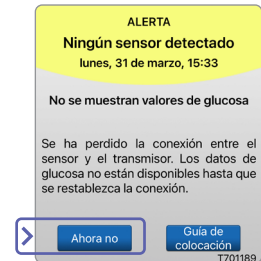 ALERTA
Ningún sensor detectado
lunes, 31 de marzo, 15:33
No se muestran valores de glucosa
Se ha perdido la conexión entre el
sensor y el transmisor. Los datos de
glucosa no están disponibles hasta que
se restablezca la conexión.
Ahora no
Guía de
colocación
T701189